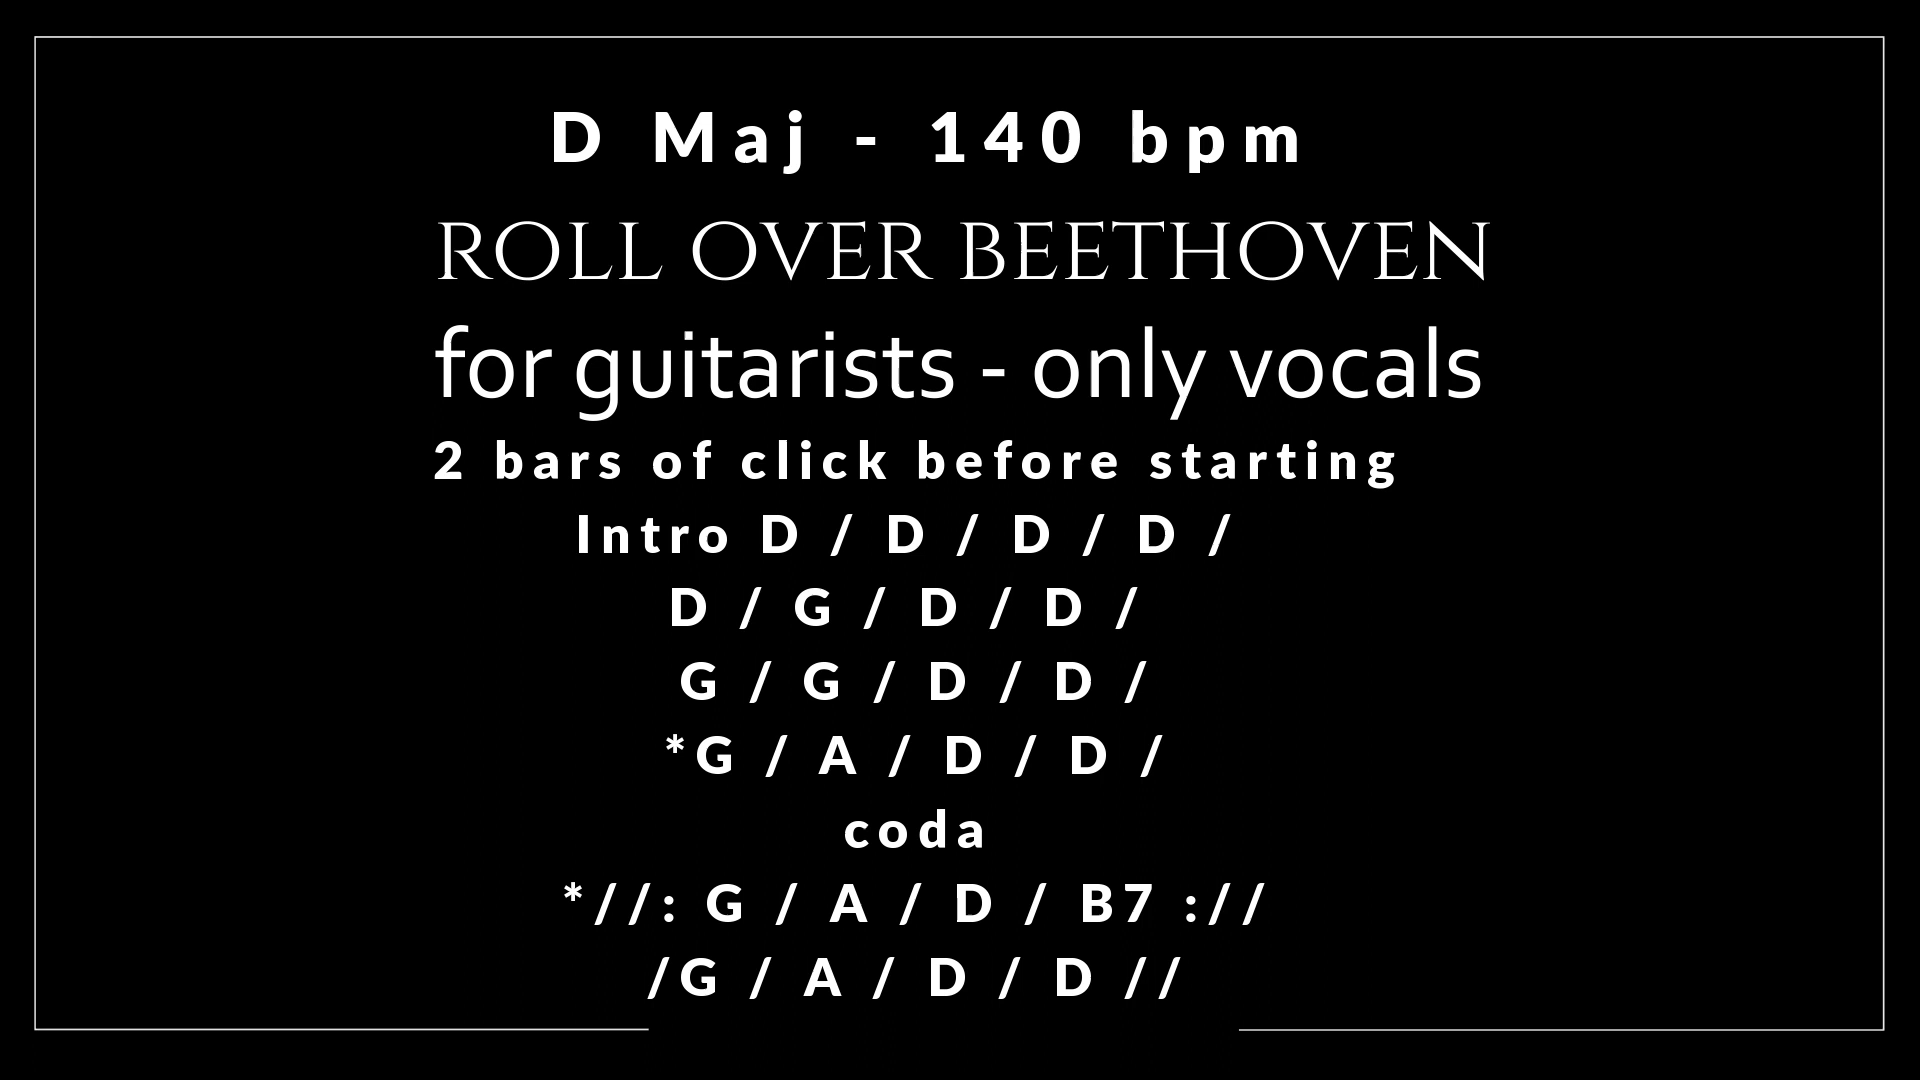 D Maj - 140 bpm
ROLL OVER BEETHOVEN
for guitarists - only vocals
2 bars of click before starting
Intro D / D / D / D /
D / G / D / D /
G / G / D / D /
*G / A / D / D /
coda
*//: G / A / D / B7 ://
/G / A / D / D //